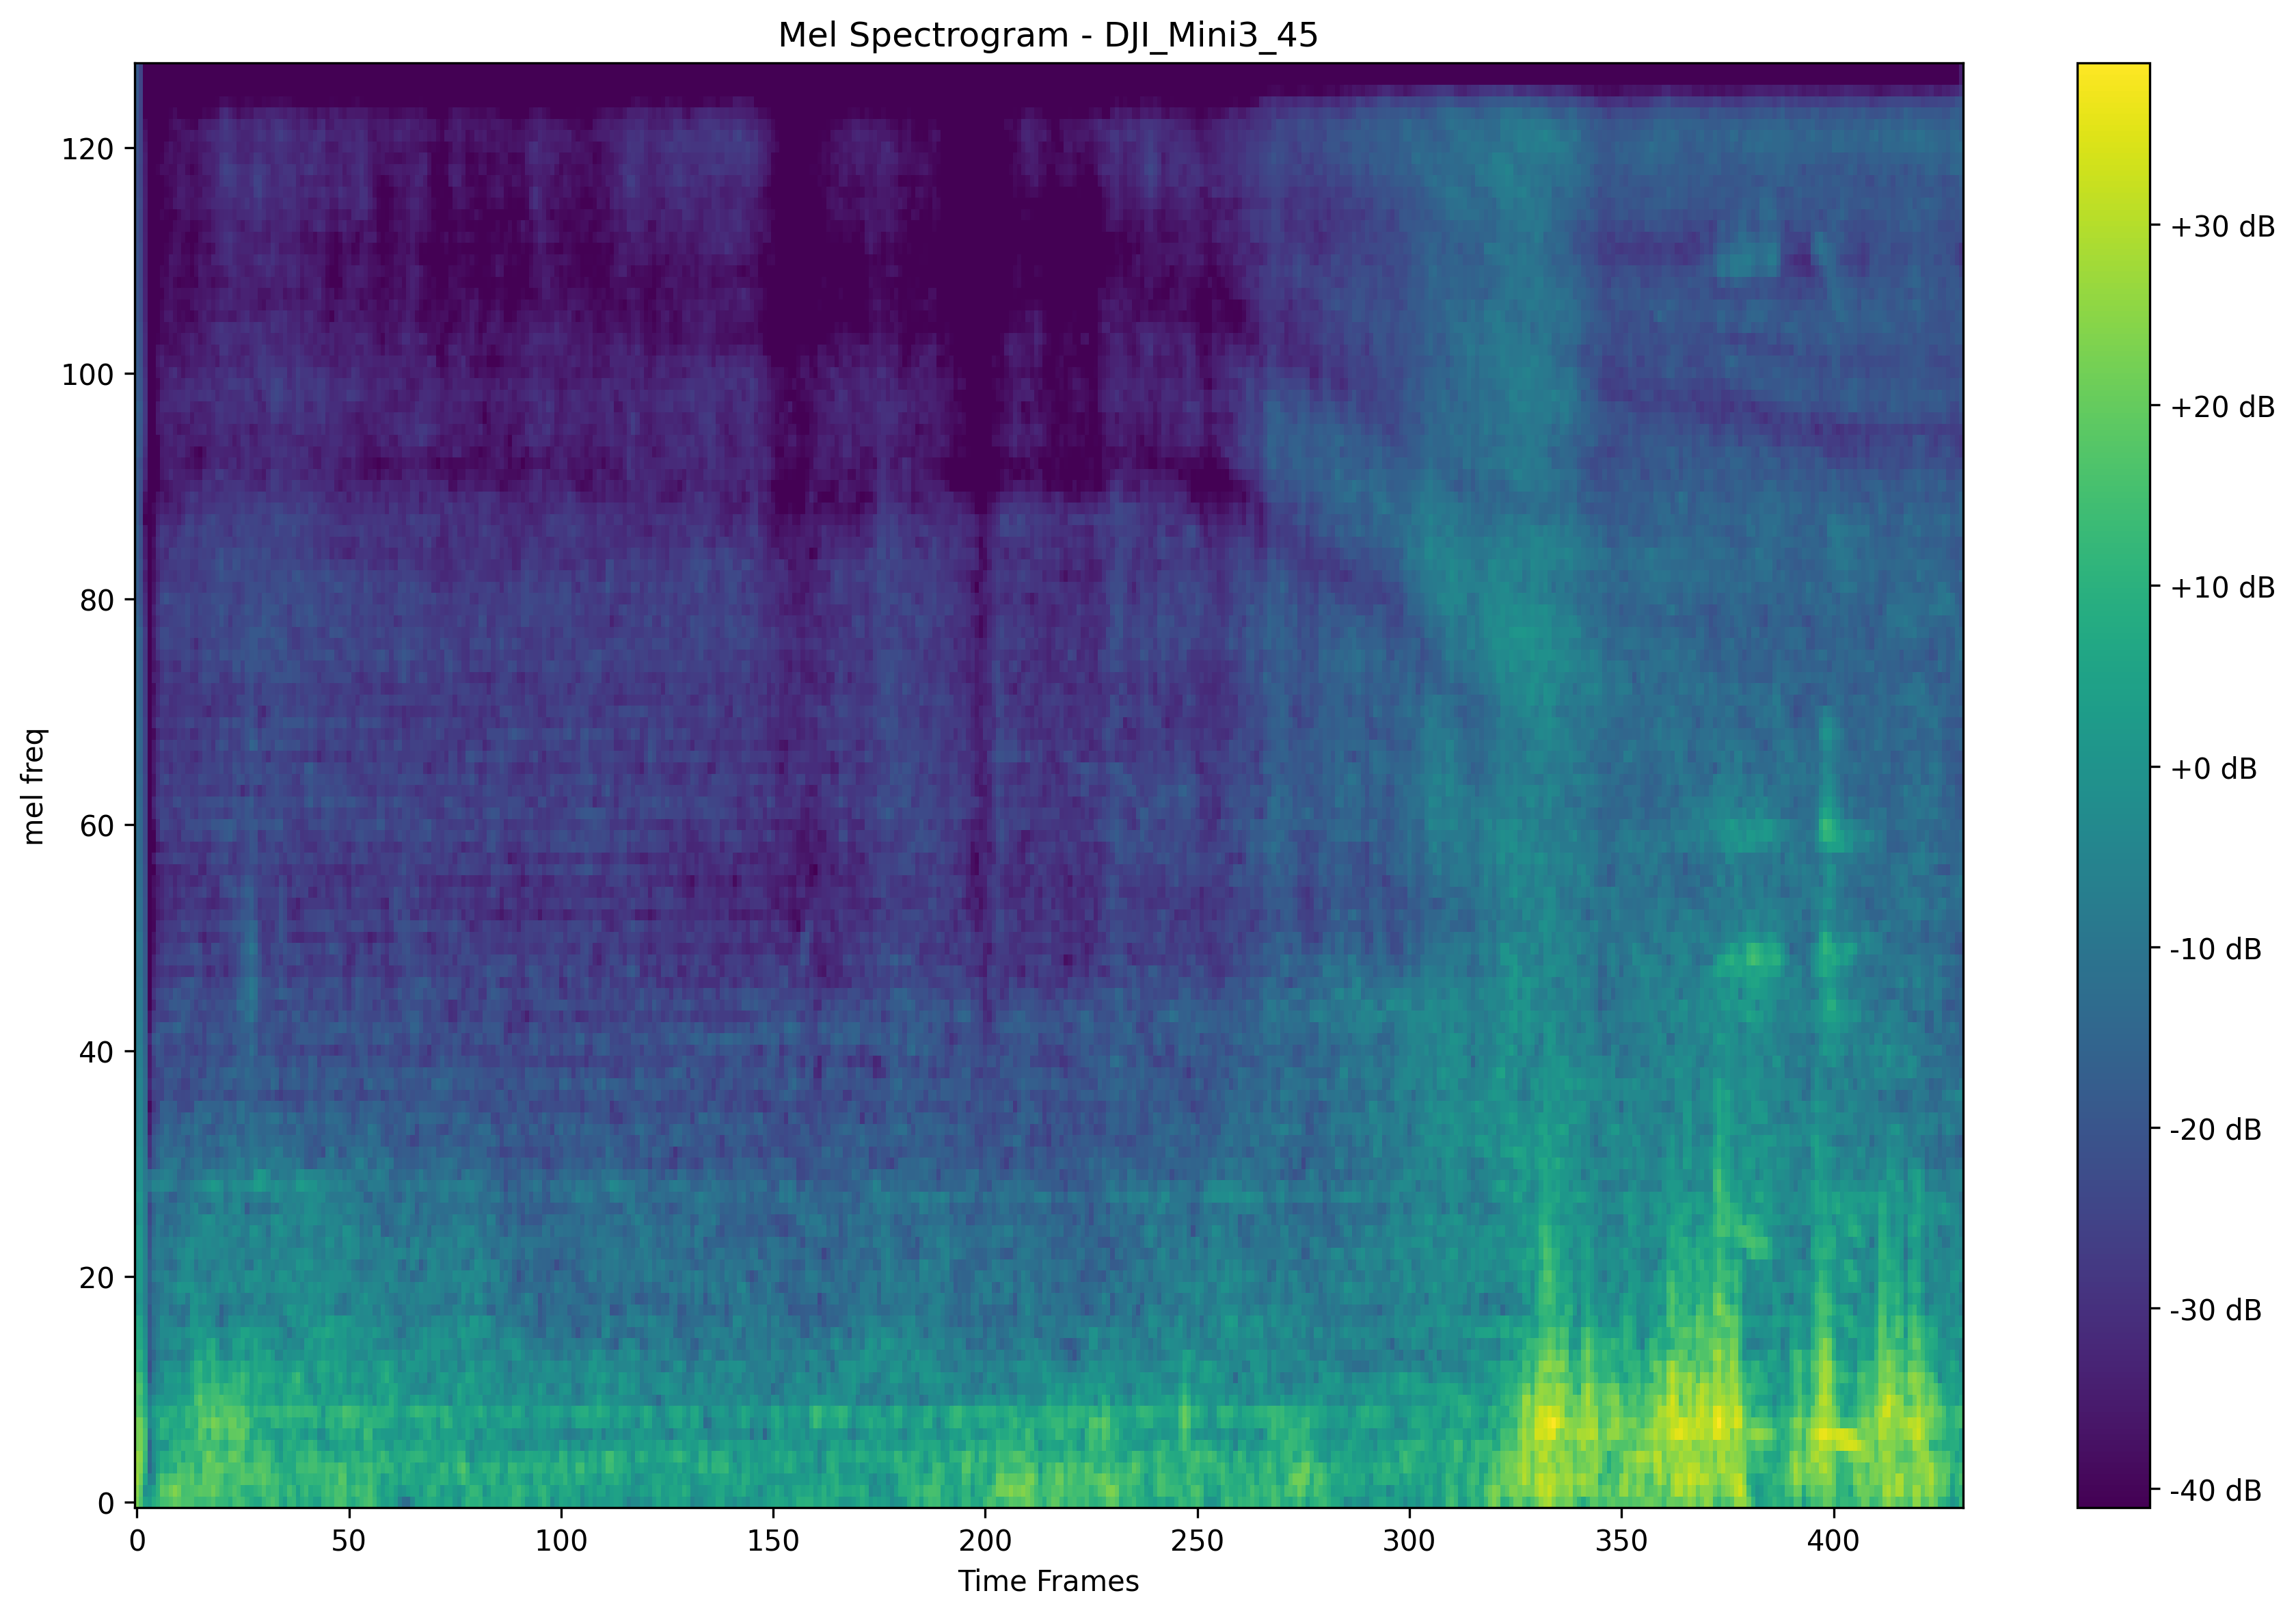 Mel Spectrogram - DJI_Mini3_45
mel freq
120
100
80
60
40
20
0
0 50 100 150 200 250 300 350 400
Time Frames
+30 dB
+20 dB
+10 dB
+0 dB
-10 dB
-20 dB
-30 dB
-40 dB